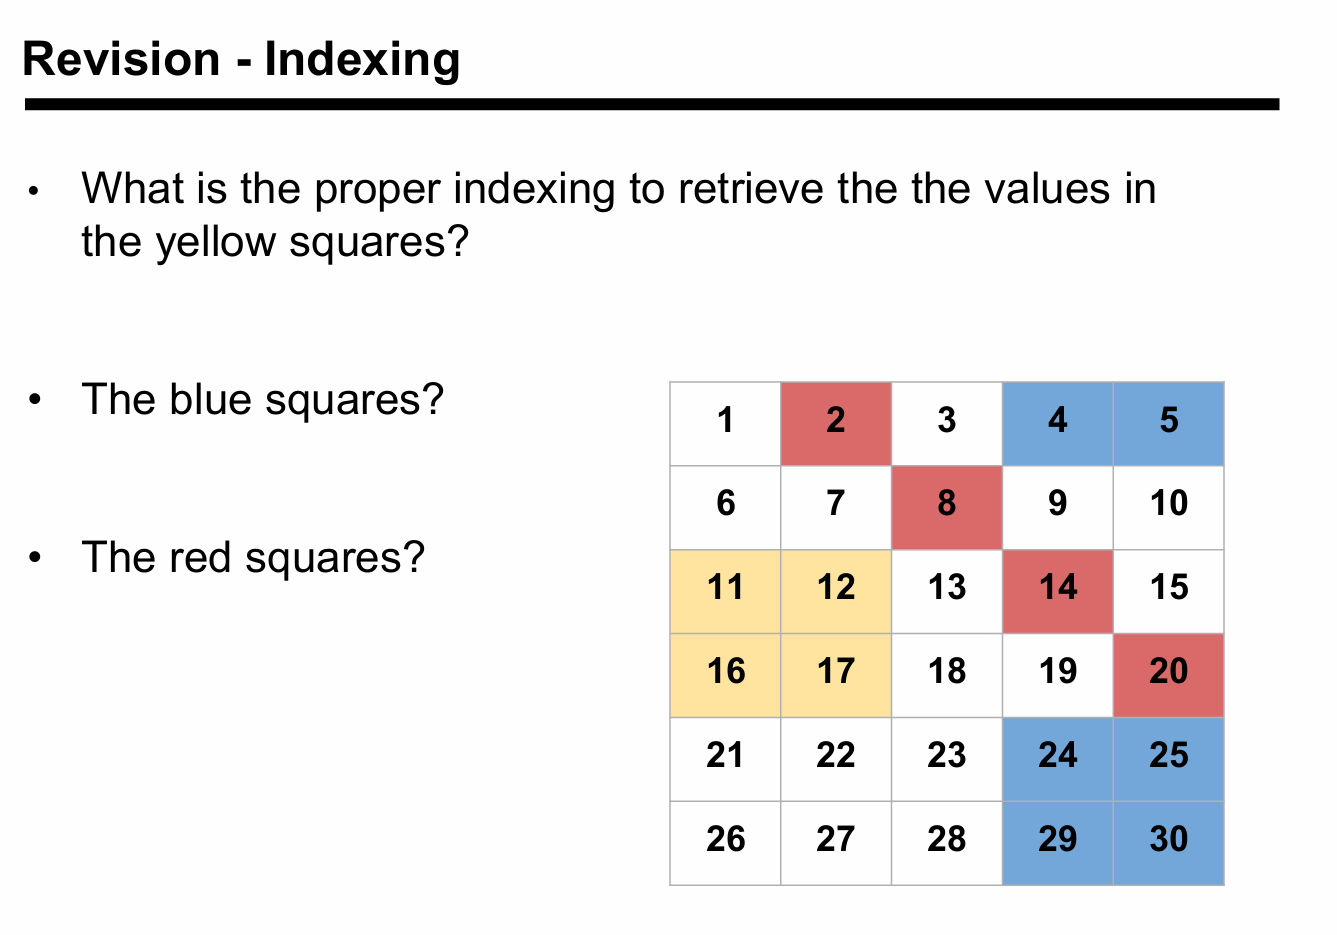 Revision - Indexing
• What is the proper indexing to retrieve the the values in
the yellow squares?
• The blue squares?
• The red squares?
1 2 3 4 5
6 7 8 9 10
11 12 13 14 15
16 17 18 19 20
21 22 23 24 25
26 27 28 29 30